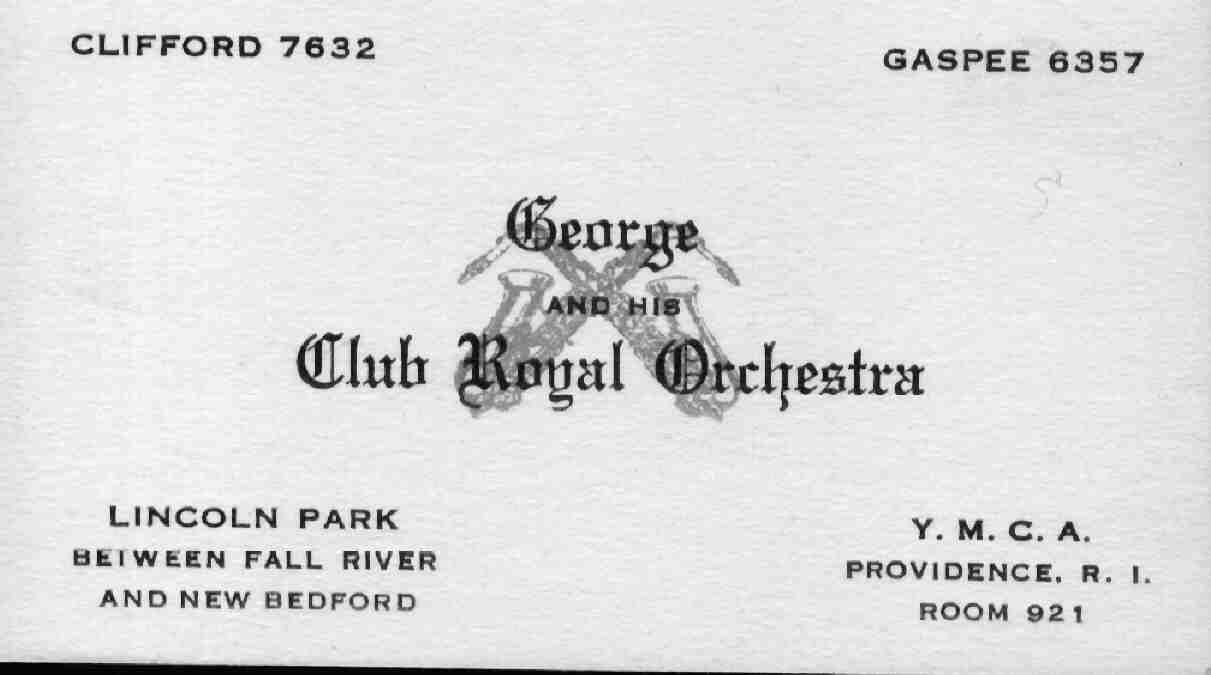 CLIFFORD 7632
GASPEE 6357
George
AND HIS
Club Royal Orchestra
LINCOLN PARK
BETWEEN FALL RIVER
AND NEW BEDFORD
Y. M. C. A.
PROVIDENCE, R. I.
ROOM 921